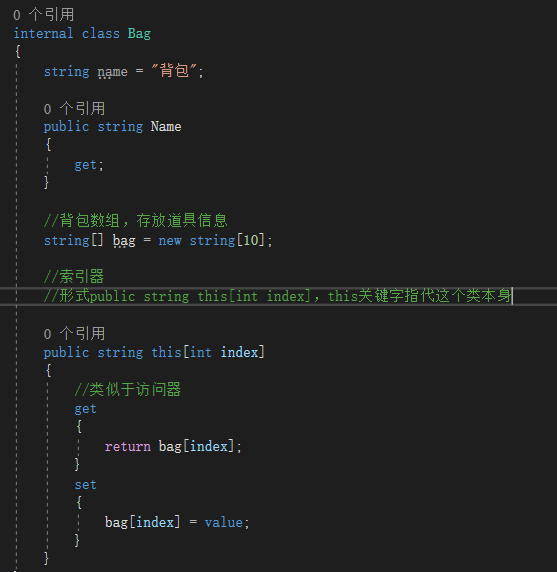 0 个引用
internal class Bag
{
string name = "背包";
0 个引用
public string Name
{
get;
}
//背包数组，存放道具信息
string[] bag = new string[10];
//索引器
//形式public string this[int index]，this关键字指代这个类本身
0 个引用
public string this[int index]
{
//类似于访问器
get
{
return bag[index];
}
set
{
bag[index] = value;
}
}